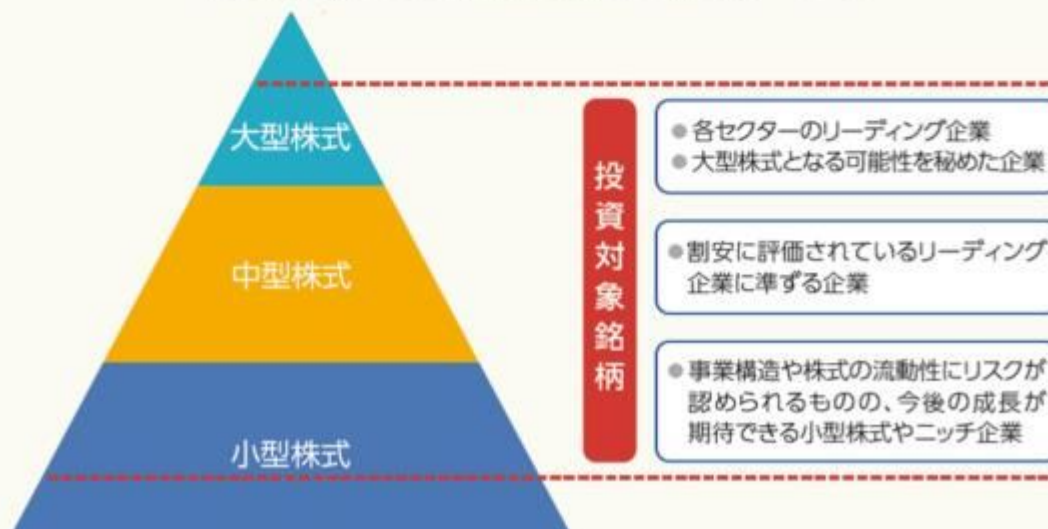 大型株式
中型株式
小型株式
投資対象銘柄
●各セクターのリーディング企業
●大型株式となる可能性を秘めた企業
●割安に評価されているリーディング
企業に準ずる企業
●事業構造や株式の流動性にリスクが
認められるものの、今後の成長が
期待できる小型株式やニッチ企業